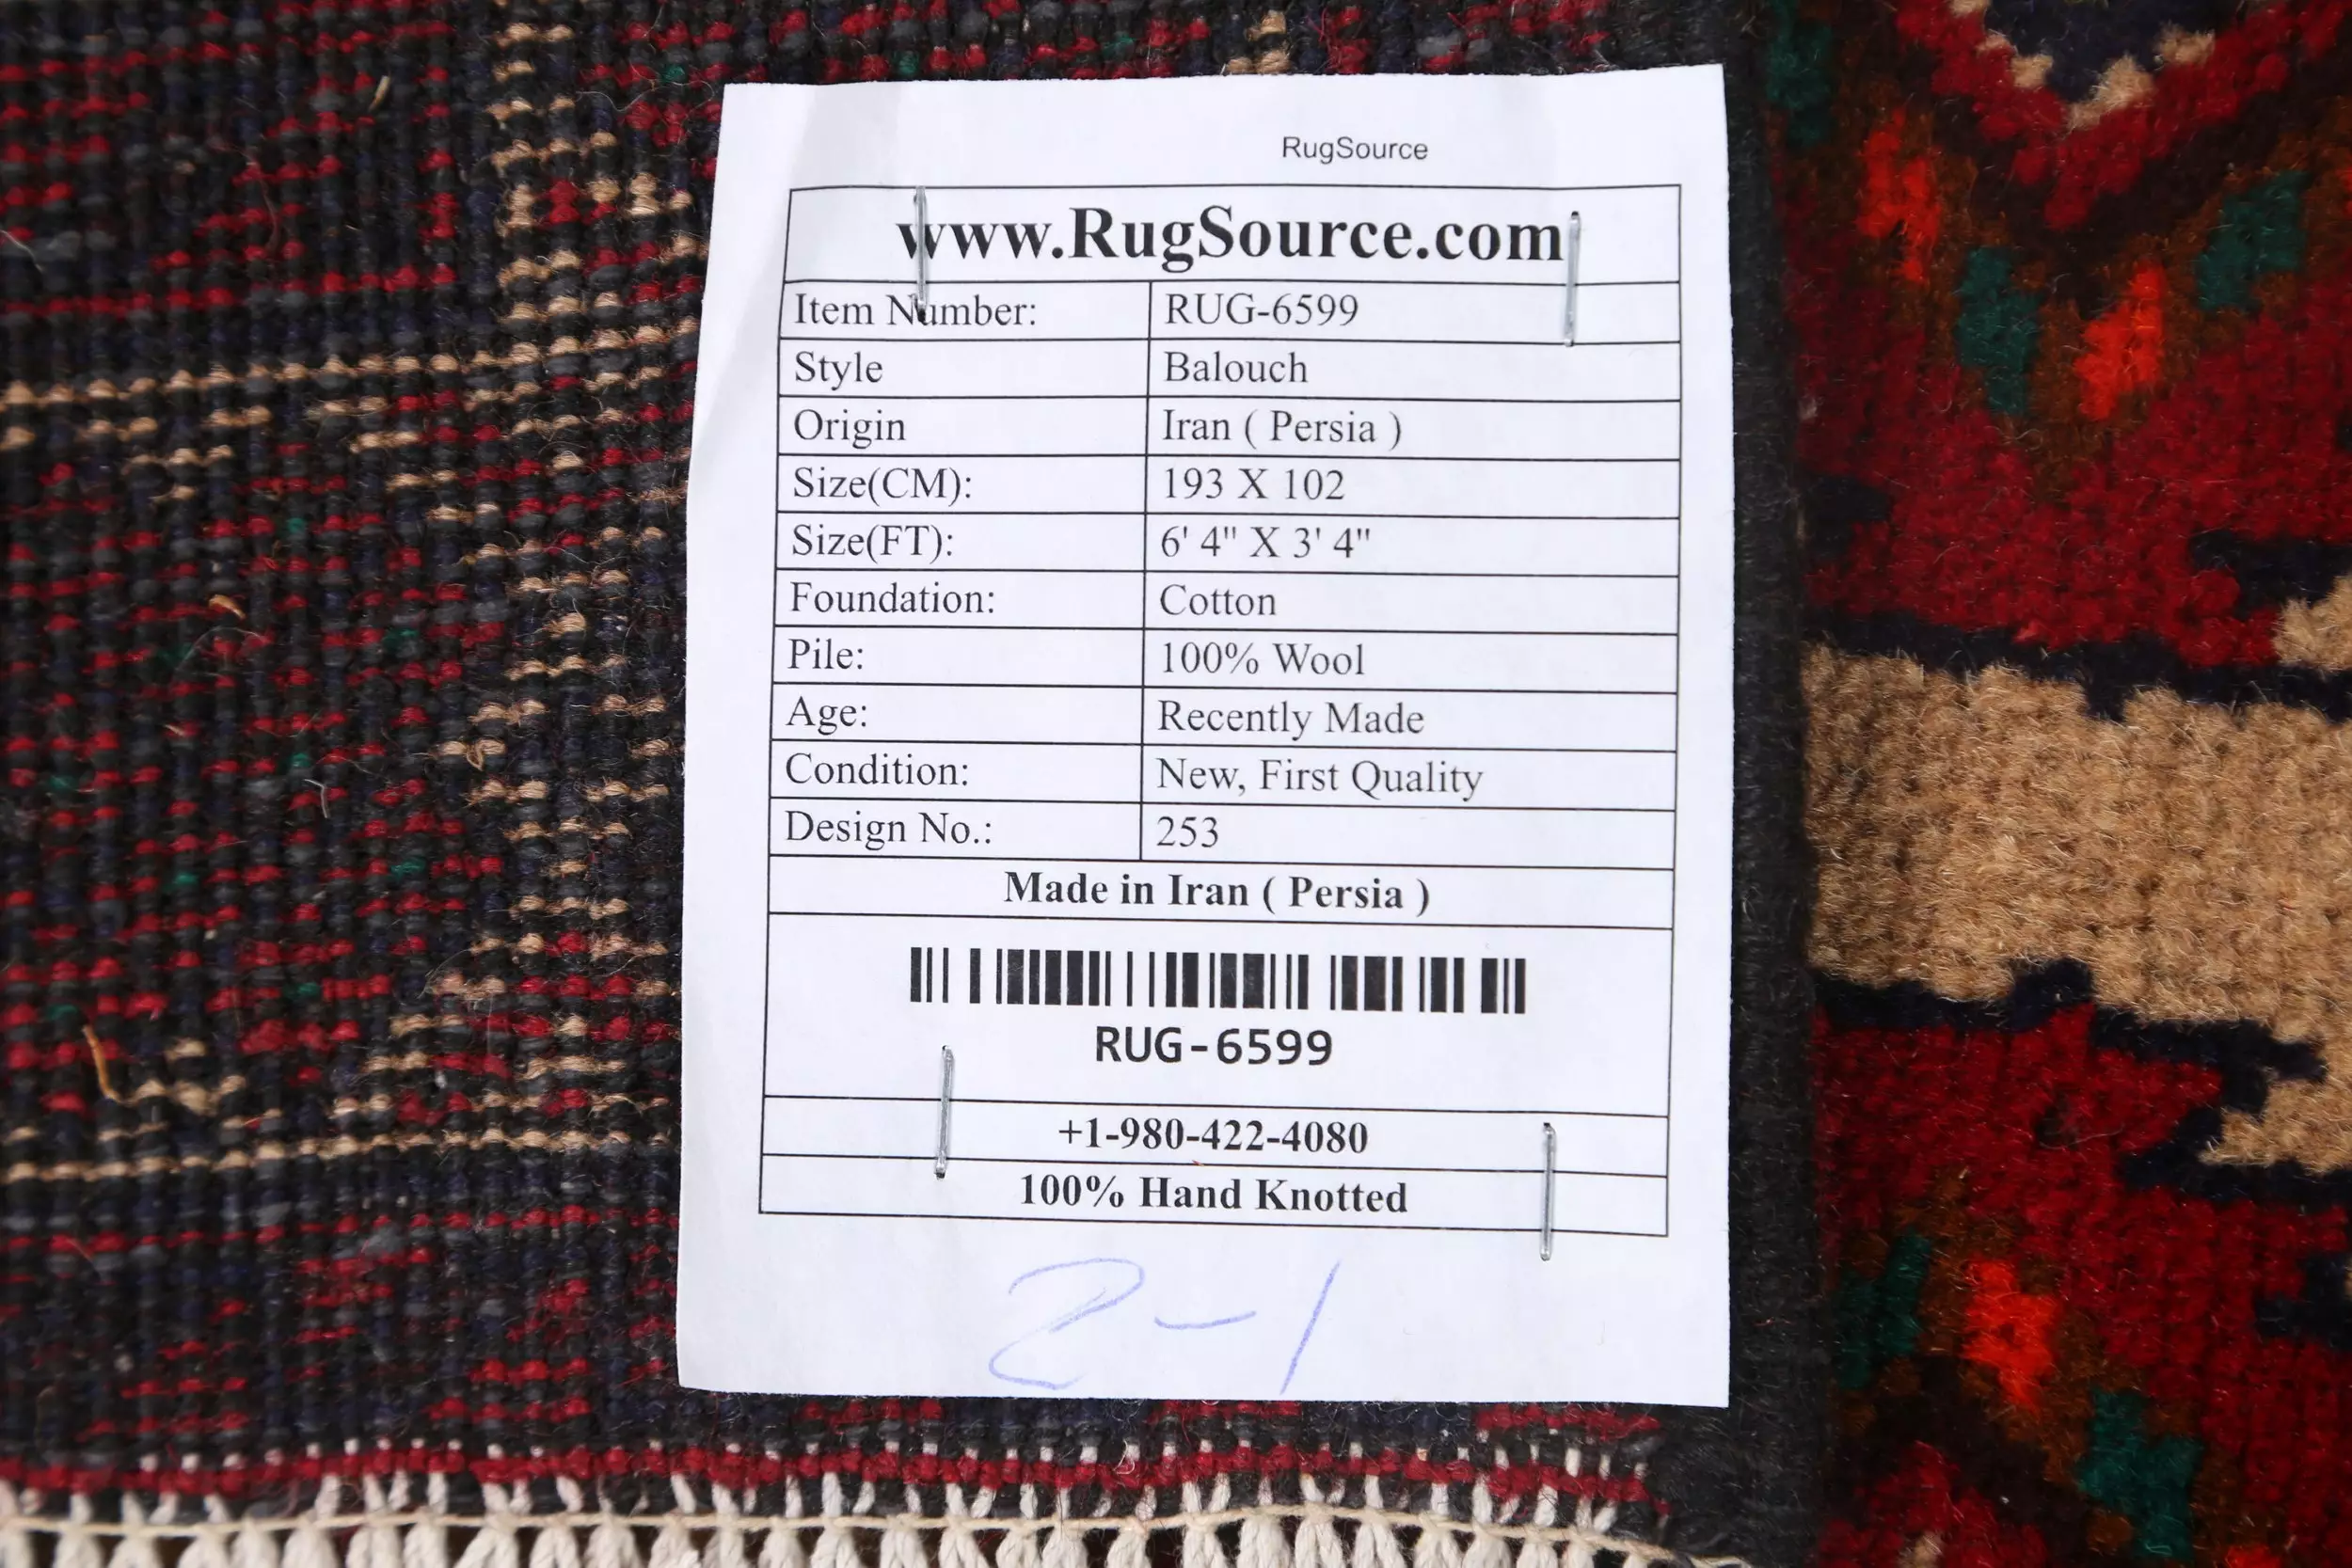 RugSource
www.RugSource.com
Item Number: RUG-6599
Style Balouch
Origin Iran ( Persia )
Size(CM): 193 X 102
Size(FT): 6' 4" X 3' 4"
Foundation: Cotton
Pile: 100% Wool
Age: Recently Made
Condition: New, First Quality
Design No.: 253
Made in Iran ( Persia )
RUG-6599
+1-980-422-4080
100% Hand Knotted
2-1